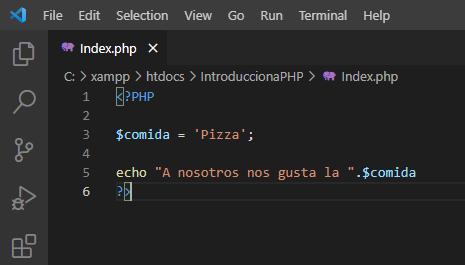 File Edit Selection View Go Run Terminal Help
Index.php ×
C: > xampp > htdocs > IntroduccionaPHP > Index.php
1 <?PHP
2
3 $comida = 'Pizza';
4
5 echo "A nosotros nos gusta la ".$comida
6 ?>